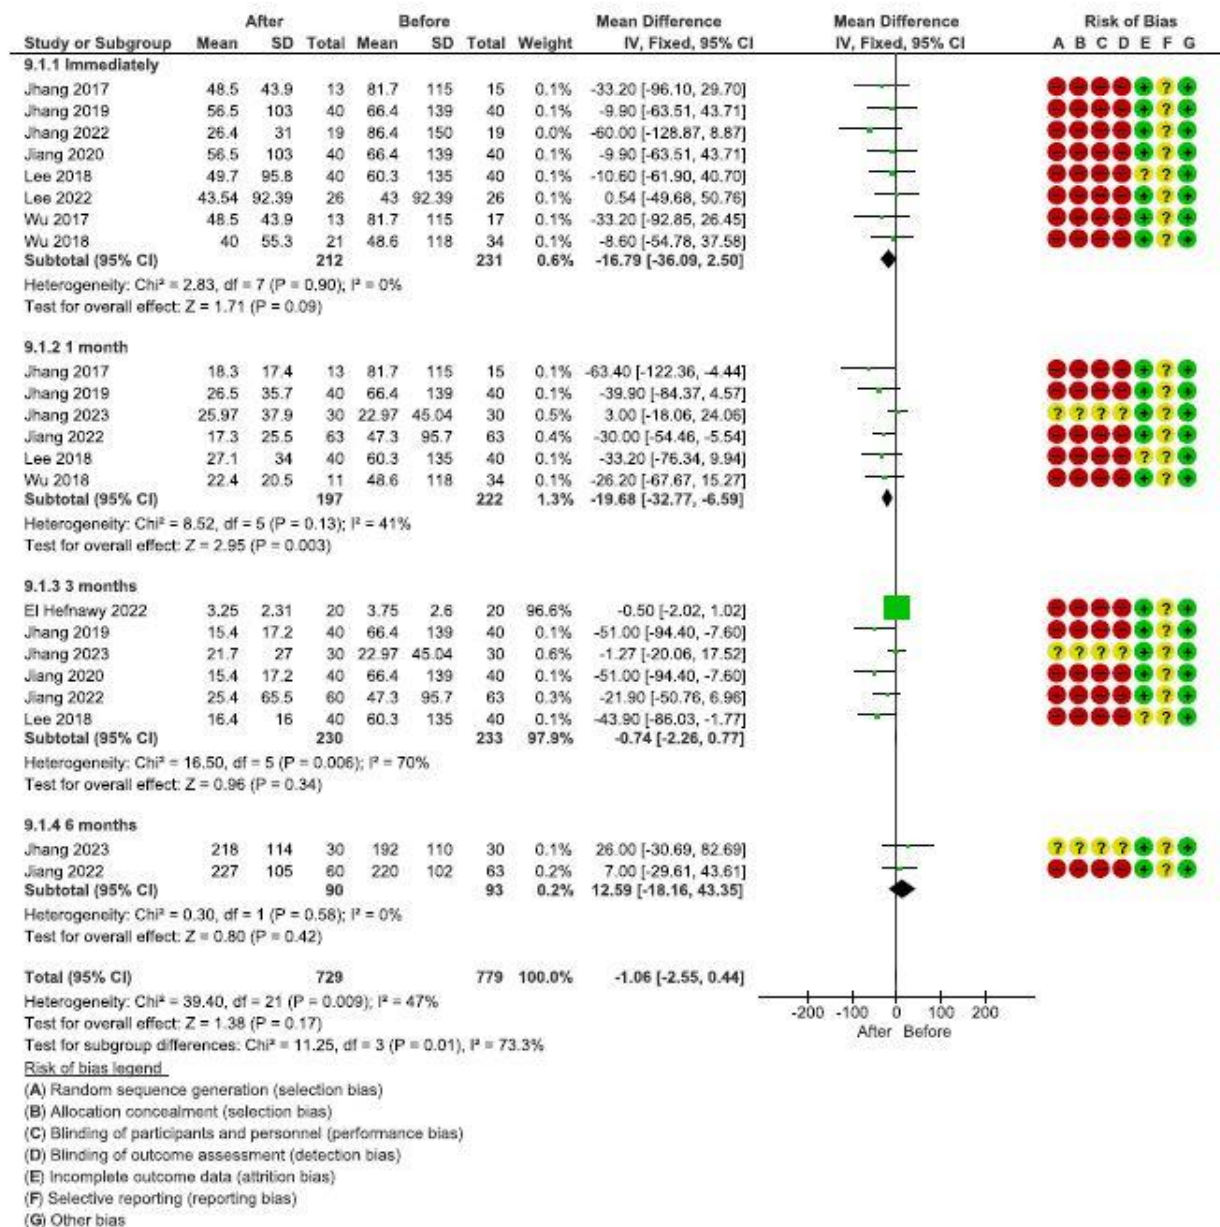 After Before Mean Difference Mean Difference Risk of Bias
Study or Subgroup Mean SD Total Mean SD Total Weight IV, Fixed, 95% CI IV, Fixed, 95% CI A B C D E F G
9.1.1 Immediately
Jhang 2017 48.5 43.9 13 81.7 115 15 0.1% -33.20 [-96.10, 29.70] - - - - + ? +
Jhang 2019 56.5 103 40 66.4 139 40 0.1% -9.90 [-63.51, 43.71] - - - - + ? +
Jhang 2022 26.4 31 19 86.4 150 19 0.0% -60.00 [-128.87, 8.87] - - - - + ? +
Jiang 2020 56.5 103 40 66.4 139 40 0.1% -9.90 [-63.51, 43.71] - - - - + ? +
Lee 2018 49.7 95.8 40 60.3 135 40 0.1% -10.60 [-61.90, 40.70] - - - - ? ? +
Lee 2022 43.54 92.39 26 43 92.39 26 0.1% 0.54 [-49.68, 50.76] - - - - + ? +
Wu 2017 48.5 43.9 13 81.7 115 17 0.1% -33.20 [-92.85, 26.45] - - - - + ? +
Wu 2018 40 55.3 21 48.6 118 34 0.1% -8.60 [-54.78, 37.58] - - - - + ? +
Subtotal (95% CI) 212 231 0.6% -16.79 [-36.09, 2.50]
Heterogeneity: Chi² = 2.83, df = 7 (P = 0.90); I² = 0%
Test for overall effect: Z = 1.71 (P = 0.09)
9.1.2 1 month
Jhang 2017 18.3 17.4 13 81.7 115 15 0.1% -63.40 [-122.36, -4.44] - - - - + ? +
Jhang 2019 26.5 35.7 40 66.4 139 40 0.1% -39.90 [-84.37, 4.57] - - - - + ? +
Jhang 2023 25.97 37.9 30 22.97 45.04 30 0.5% 3.00 [-18.06, 24.06] ? ? ? ? + ? +
Jiang 2022 17.3 25.5 63 47.3 95.7 63 0.4% -30.00 [-54.46, -5.54] - - - - + ? +
Lee 2018 27.1 34 40 60.3 135 40 0.1% -33.20 [-76.34, 9.94] - - - - ? ? +
Wu 2018 22.4 20.5 11 48.6 118 34 0.1% -26.20 [-67.67, 15.27] - - - - + ? +
Subtotal (95% CI) 197 222 1.3% -19.68 [-32.77, -6.59]
Heterogeneity: Chi² = 8.52, df = 5 (P = 0.13); I² = 41%
Test for overall effect: Z = 2.95 (P = 0.003)
9.1.3 3 months
El Hefnawy 2022 3.25 2.31 20 3.75 2.6 20 96.6% -0.50 [-2.02, 1.02] - - - - + ? +
Jhang 2019 15.4 17.2 40 66.4 139 40 0.1% -51.00 [-94.40, -7.60] - - - - + ? +
Jhang 2023 21.7 27 30 22.97 45.04 30 0.6% -1.27 [-20.06, 17.52] ? ? ? ? + ? +
Jiang 2020 15.4 17.2 40 66.4 139 40 0.1% -51.00 [-94.40, -7.60] - - - - + ? +
Jiang 2022 25.4 65.5 60 47.3 95.7 63 0.3% -21.90 [-50.76, 6.96] - - - - + ? +
Lee 2018 16.4 16 40 60.3 135 40 0.1% -43.90 [-86.03, -1.77] - - - - ? ? +
Subtotal (95% CI) 230 233 97.9% -0.74 [-2.26, 0.77]
Heterogeneity: Chi² = 16.50, df = 5 (P = 0.006); I² = 70%
Test for overall effect: Z = 0.96 (P = 0.34)
9.1.4 6 months
Jhang 2023 218 114 30 192 110 30 0.1% 26.00 [-30.69, 82.69] ? ? ? ? ? ? +
Jiang 2022 227 105 60 220 102 63 0.2% 7.00 [-29.61, 43.61] - - - - + ? +
Subtotal (95% CI) 90 93 0.2% 12.59 [-18.16, 43.35]
Heterogeneity: Chi² = 0.30, df = 1 (P = 0.58); I² = 0%
Test for overall effect: Z = 0.80 (P = 0.42)
Total (95% CI) 729 779 100.0% -1.06 [-2.55, 0.44]
Heterogeneity: Chi² = 39.40, df = 21 (P = 0.009); I² = 47%
Test for overall effect: Z = 1.38 (P = 0.17)
Test for subgroup differences: Chi² = 11.25, df = 3 (P = 0.01), I² = 73.3%
-200 -100 0 100 200
After Before
Risk of bias legend
(A) Random sequence generation (selection bias)
(B) Allocation concealment (selection bias)
(C) Blinding of participants and personnel (performance bias)
(D) Blinding of outcome assessment (detection bias)
(E) Incomplete outcome data (attrition bias)
(F) Selective reporting (reporting bias)
(G) Other bias